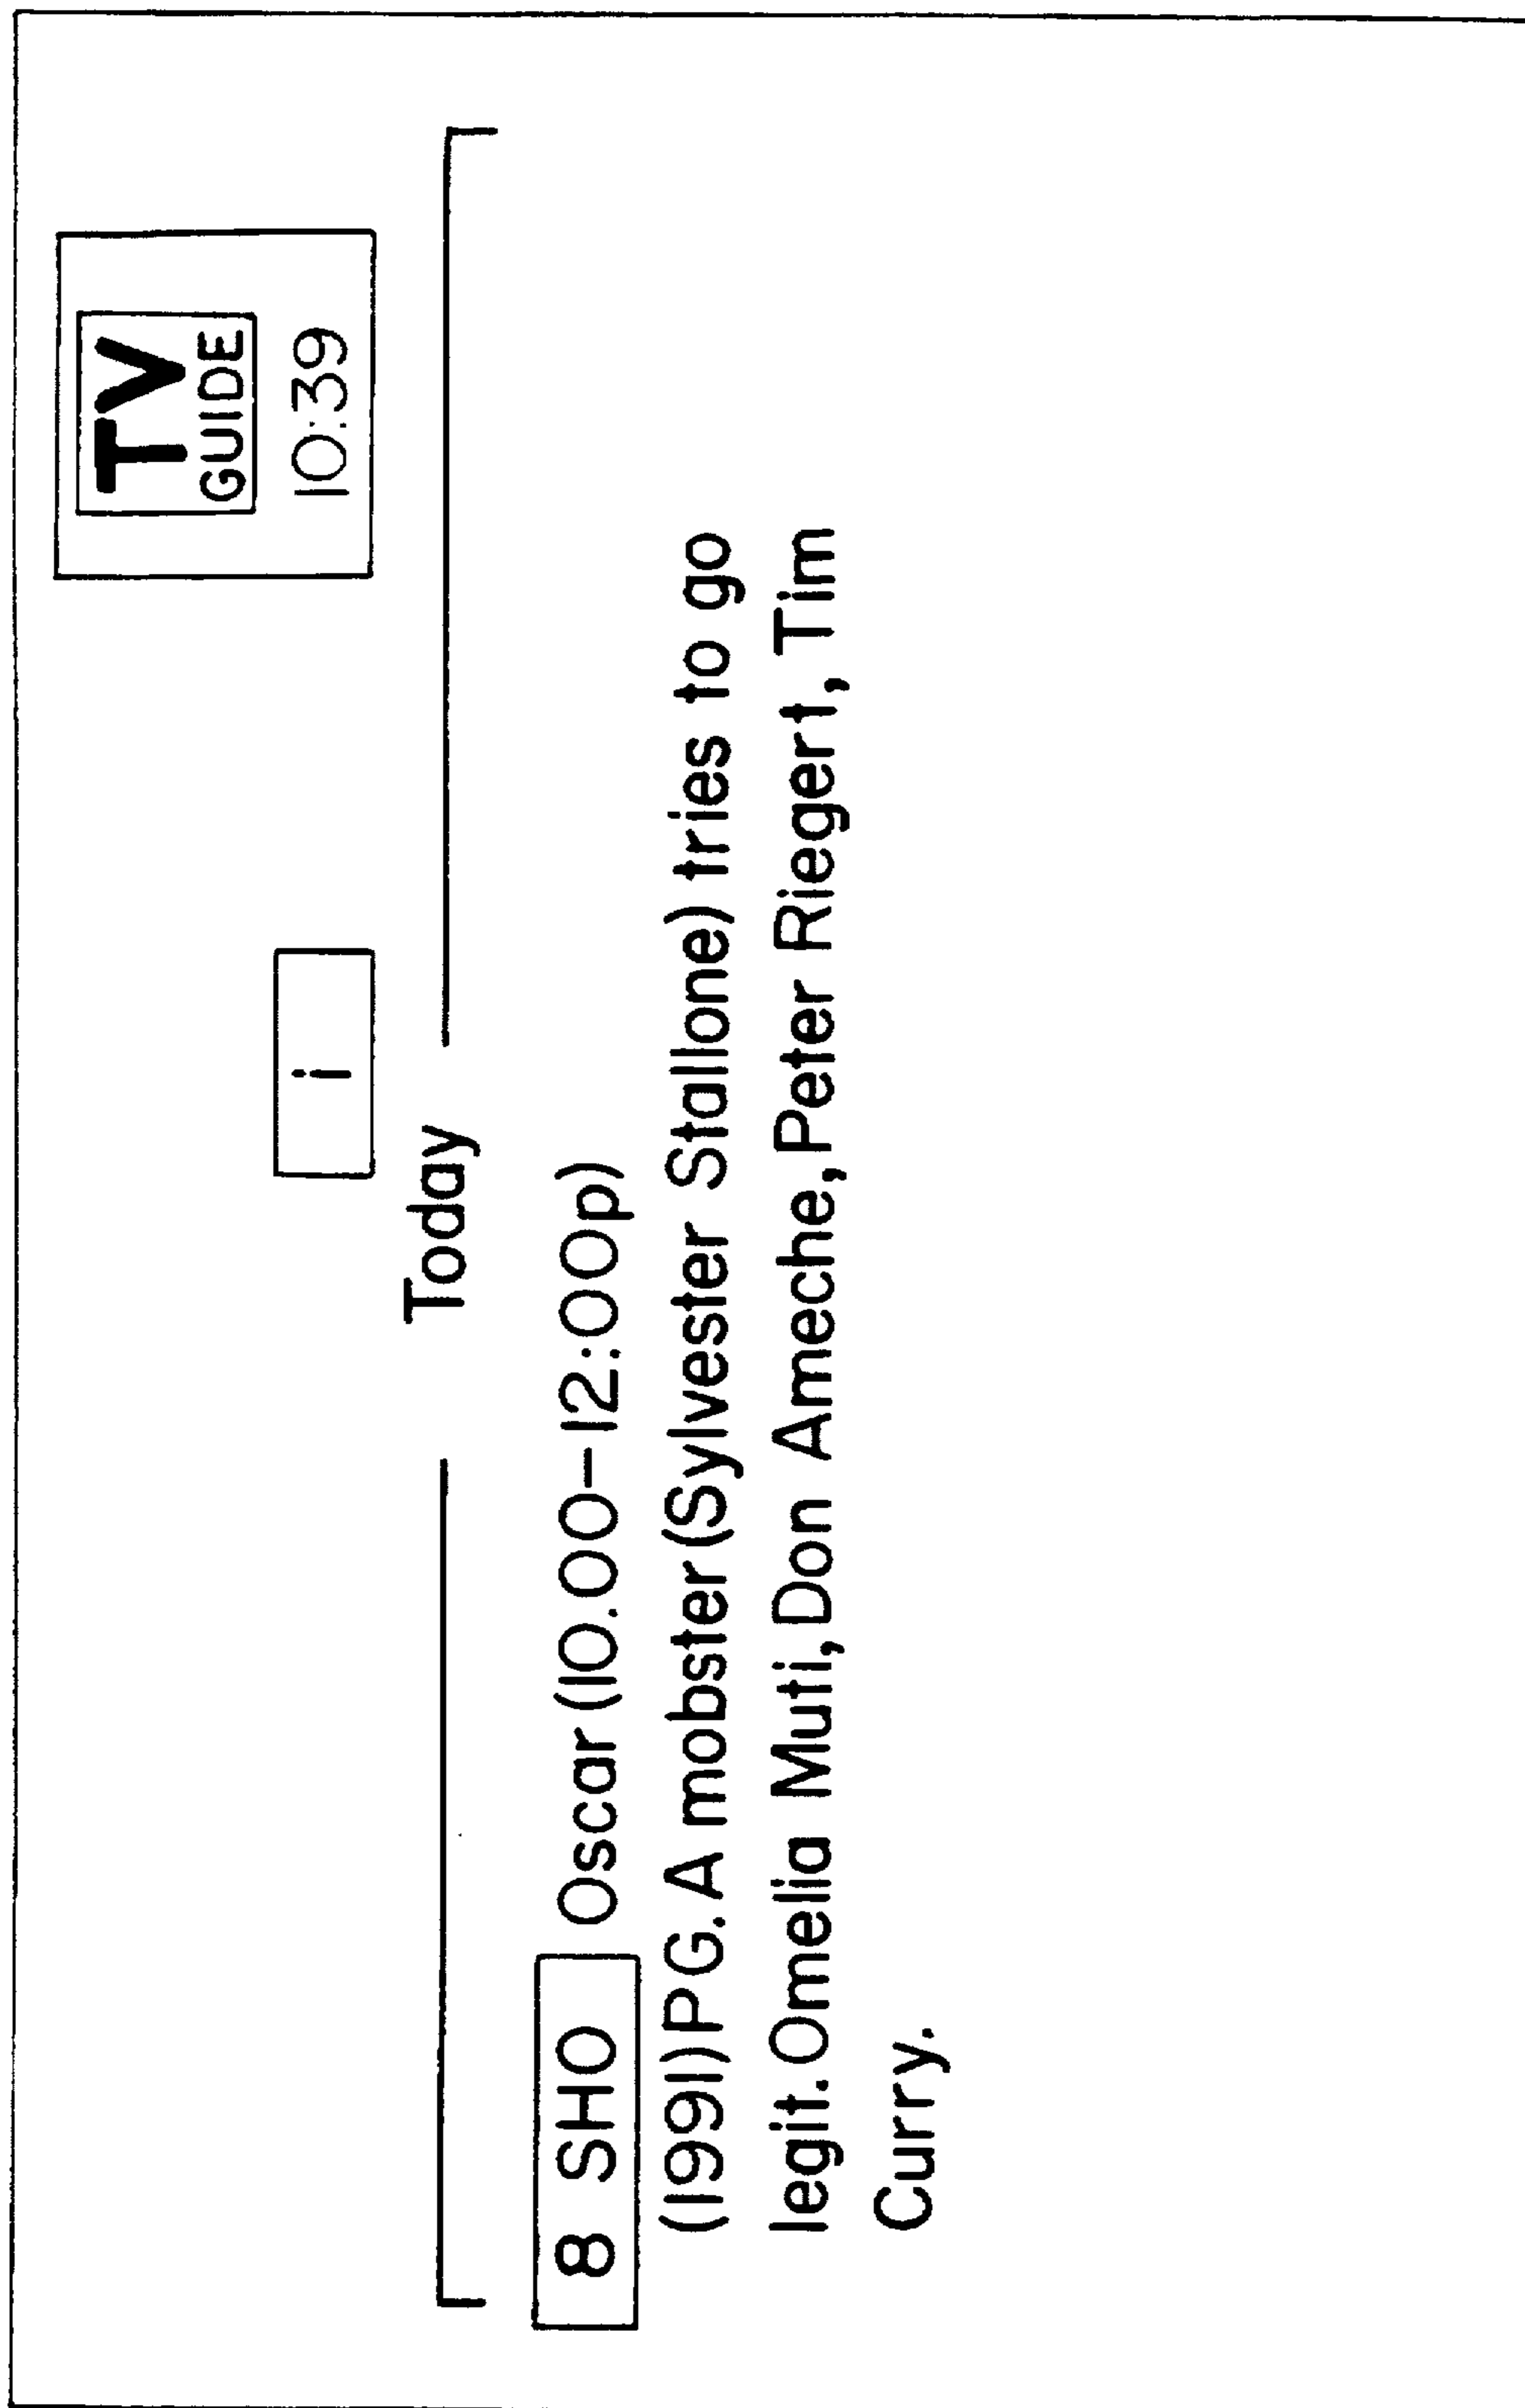 TV
GUIDE
10:39
i
Today
8 SHO Oscar (10.00-12:00p)
(1991) PG. A mobster (Sylvester Stallone) tries to go
legit. Omelia Muti, Don Ameche, Peter Riegert, Tim
Curry.